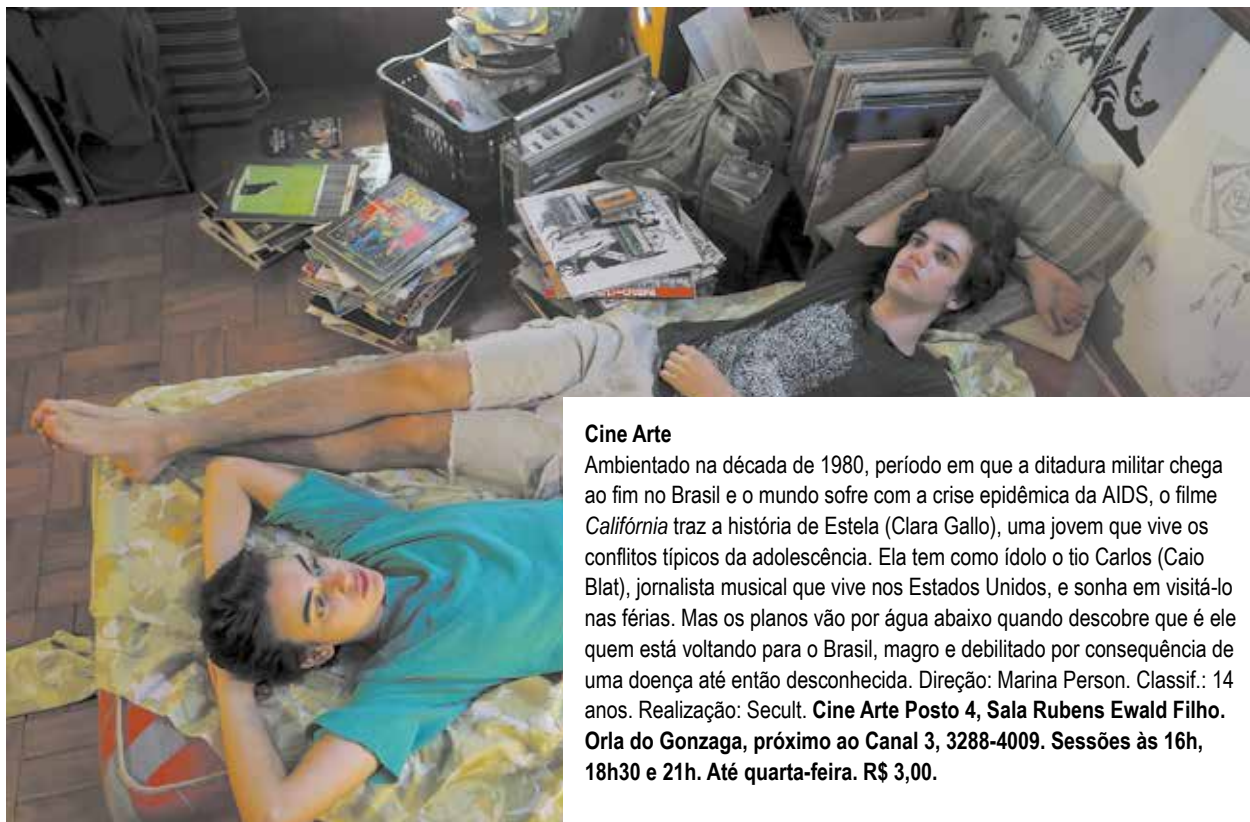 Cine Arte
Ambientado na década de 1980, período em que a ditadura militar chega
ao fim no Brasil e o mundo sofre com a crise epidêmica da AIDS, o filme
Califórnia traz a história de Estela (Clara Gallo), uma jovem que vive os
conflitos típicos da adolescência. Ela tem como ídolo o tio Carlos (Caio
Blat), jornalista musical que vive nos Estados Unidos, e sonha em visitá-lo
nas férias. Mas os planos vão por água abaixo quando descobre que é ele
quem está voltando para o Brasil, magro e debilitado por consequência de
uma doença até então desconhecida. Direção: Marina Person. Classif.: 14
anos. Realização: Secult. Cine Arte Posto 4, Sala Rubens Ewald Filho.
Orla do Gonzaga, próximo ao Canal 3, 3288-4009. Sessões às 16h,
18h30 e 21h. Até quarta-feira. R$ 3,00.